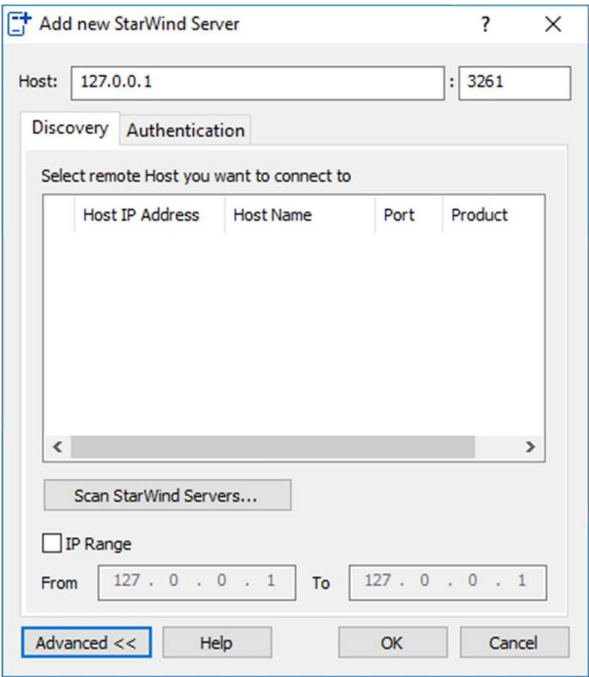 Add new StarWind Server ? ✕
Host: 127.0.0.1 : 3261
Discovery Authentication
Select remote Host you want to connect to
Host IP Address Host Name Port Product
Scan StarWind Servers...
IP Range
From 127 . 0 . 0 . 1 To 127 . 0 . 0 . 1
Advanced << Help OK Cancel